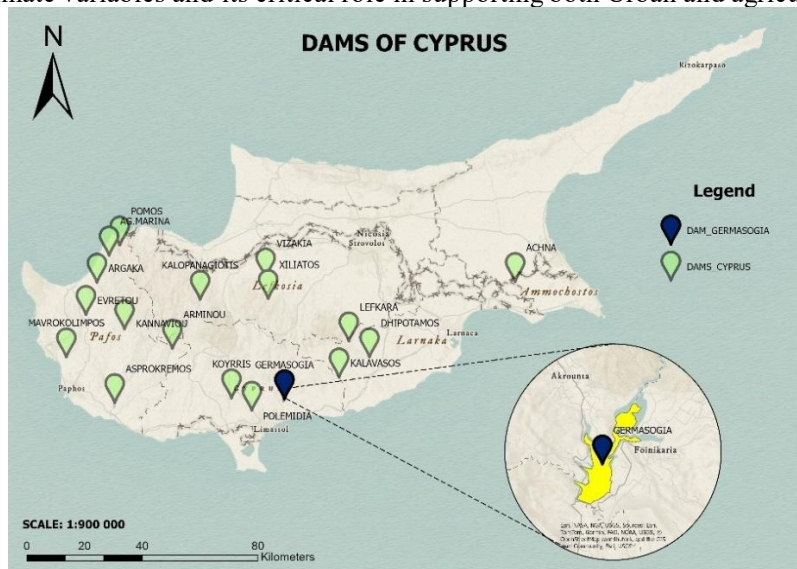 mate variables and its critical role in supporting both Urban and agricu
DAMS OF CYPRUS
N
Rizokarpaso
POMOS
AG.MARINA
ARGAKA
KALOPANAGIOTIS
VIZAKIA
XILIATOS
Nicosia
Strovolos
Lefkosia
ACHNA
Ammochostos
EVRETOU
KANNAVIOU
ARMINOU
MAVROKOLIMPOS
Pafos
LEFKARA
DHIPOTAMOS
Larnaka
Larnaca
KALAVASOS
Paphos
ASPROKREMOS
KOYRRIS
GERMASOGIA
POLEMIDIA
Limassol
Legend
DAM_GERMASOGIA
DAMS_CYPRUS
Akrounta
GERMASOGIA
Foinikaria
SCALE: 1:900 000
0 20 40 80
Kilometers